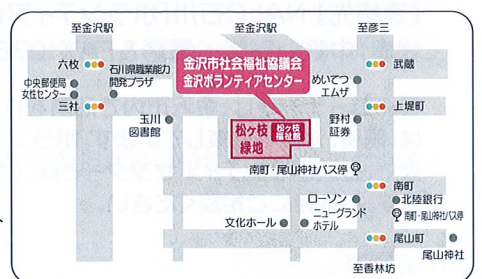 至金沢駅
至金沢駅
至彦三
六枚
石川県職業能力
開発プラザ
中央郵便局
女性センター
三社
金沢市社会福祉協議会
金沢ボランティアセンター
めいてつ
エムザ
武蔵
上堤町
玉川
図書館
松ヶ枝
緑地
松ヶ枝
福祉館
野村
証券
南町・尾山神社バス停
南町
ローソン
北陸銀行
ニューグランド
ホテル
南町・尾山神社バス停
文化ホール
尾山町
尾山神社
至香林坊